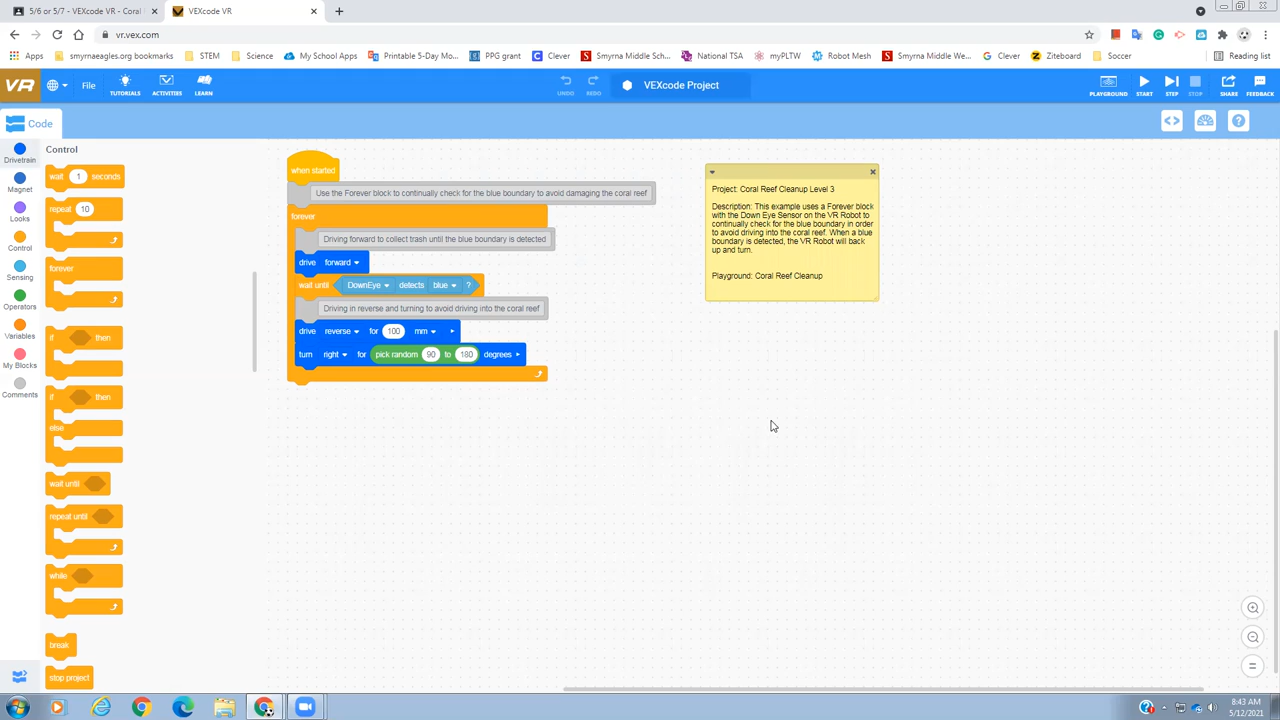 5/6 or 5/7 - VEXcode VR - Coral
VEXcode VR
vr.vex.com
Apps
smyrnaeagles.org bookmarks
STEM
Science
My School Apps
Printable 5-Day Mo...
PPG grant
Clever
Smyrna Middle Sch...
National TSA
myPLTW
Robot Mesh
Smyrna Middle We...
Clever
Ziteboard
Soccer
Reading list
VR
File
TUTORIALS
ACTIVITIES
LEARN
UNDO
REDO
VEXcode Project
PLAYGROUND
START
STEP
STOP
SHARE
FEEDBACK
Code
Drivetrain
Magnet
Looks
Control
Sensing
Operators
Variables
My Blocks
Comments
Control
wait 1 seconds
repeat 10
forever
if then
if then
else
wait until
repeat until
while
break
stop project
when started
Use the Forever block to continually check for the blue boundary to avoid damaging the coral reef
forever
Driving forward to collect trash until the blue boundary is detected
drive forward
wait until DownEye detects blue ?
Driving in reverse and turning to avoid driving into the coral reef
drive reverse for 100 mm
turn right for pick random 90 to 180 degrees
Project: Coral Reef Cleanup Level 3
Description: This example uses a Forever block
with the Down Eye Sensor on the VR Robot to
continually check for the blue boundary in order
to avoid driving into the coral reef. When a blue
boundary is detected, the VR Robot will back
up and turn.
Playground: Coral Reef Cleanup
8:43 AM
5/12/2021